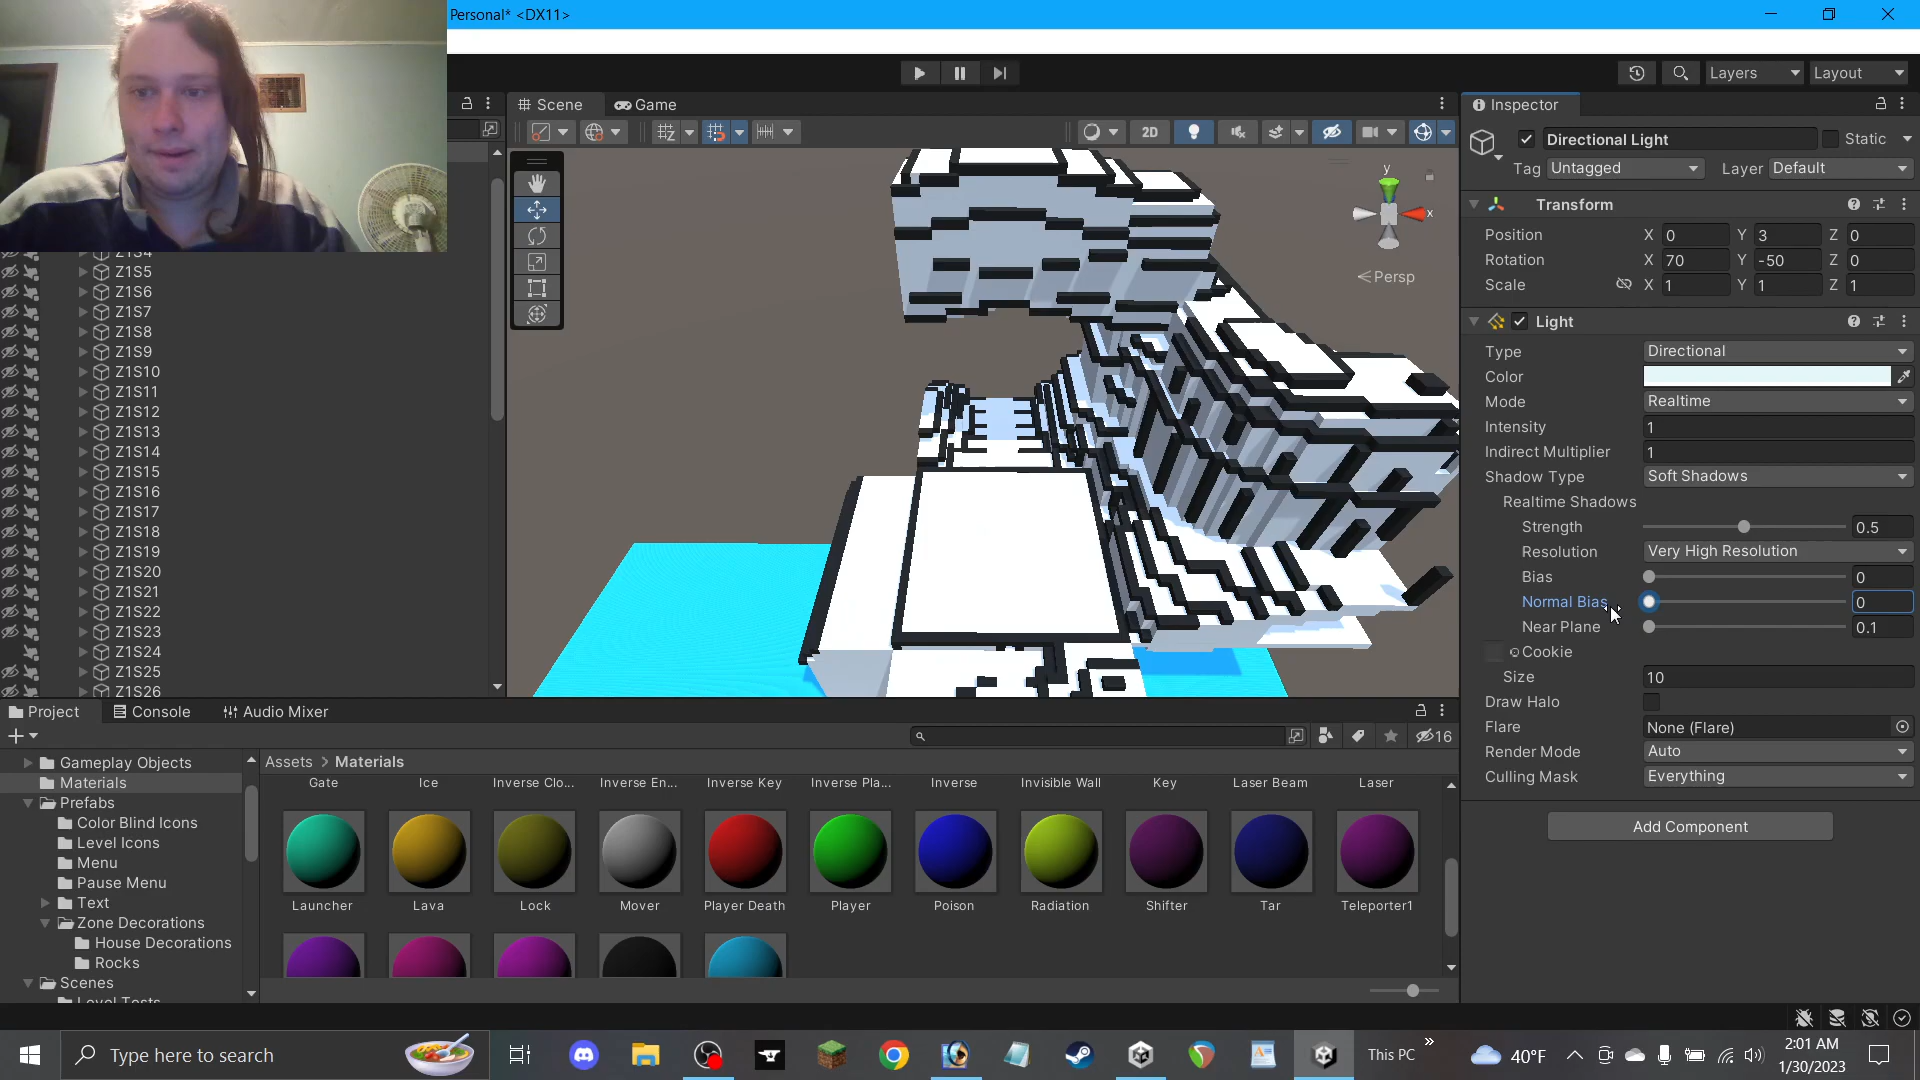 Personal* <DX11>
Layers
Layout
Scene
Game
Inspector
2D
Directional Light
Static
Tag Untagged
Layer Default
Transform
Position X 0 Y 3 Z 0
Rotation X 70 Y -50 Z 0
Scale X 1 Y 1 Z 1
y
x
Persp
Light
Type Directional
Color
Mode Realtime
Intensity 1
Indirect Multiplier 1
Shadow Type Soft Shadows
Realtime Shadows
Strength 0.5
Resolution Very High Resolution
Bias 0
Normal Bias 0
Near Plane 0.1
Cookie
Size 10
Draw Halo
Flare None (Flare)
Render Mode Auto
Culling Mask Everything
Add Component
Z1S4
Z1S5
Z1S6
Z1S7
Z1S8
Z1S9
Z1S10
Z1S11
Z1S12
Z1S13
Z1S14
Z1S15
Z1S16
Z1S17
Z1S18
Z1S19
Z1S20
Z1S21
Z1S22
Z1S23
Z1S24
Z1S25
Z1S26
Project
Console
Audio Mixer
16
Gameplay Objects
Materials
Prefabs
Color Blind Icons
Level Icons
Menu
Pause Menu
Text
Zone Decorations
House Decorations
Rocks
Scenes
Level Tests
Assets > Materials
Gate
Ice
Inverse Clo...
Inverse En...
Inverse Key
Inverse Pla...
Inverse
Invisible Wall
Key
Laser Beam
Laser
Launcher
Lava
Lock
Mover
Player Death
Player
Poison
Radiation
Shifter
Tar
Teleporter1
Type here to search
This PC
40°F
2:01 AM
1/30/2023